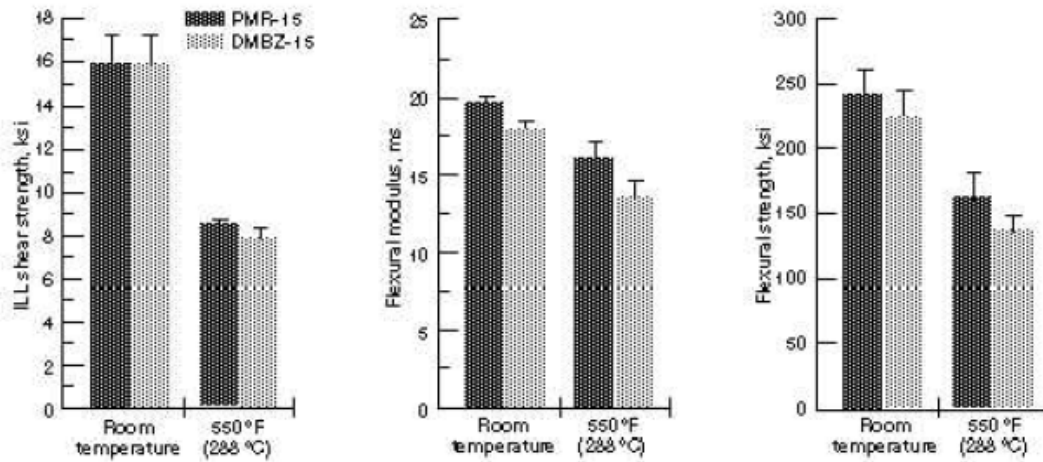 PMR-15
DMBZ-15
ILL shear strength, ksi
18
16
14
12
10
8
6
4
2
0
Room temperature
550 °F (288 °C)
Flexural modulus, ms
25
20
15
10
5
0
Room temperature
550 °F (288 °C)
Flexural strength, ksi
300
250
200
150
100
50
0
Room temperature
550 °F (288 °C)